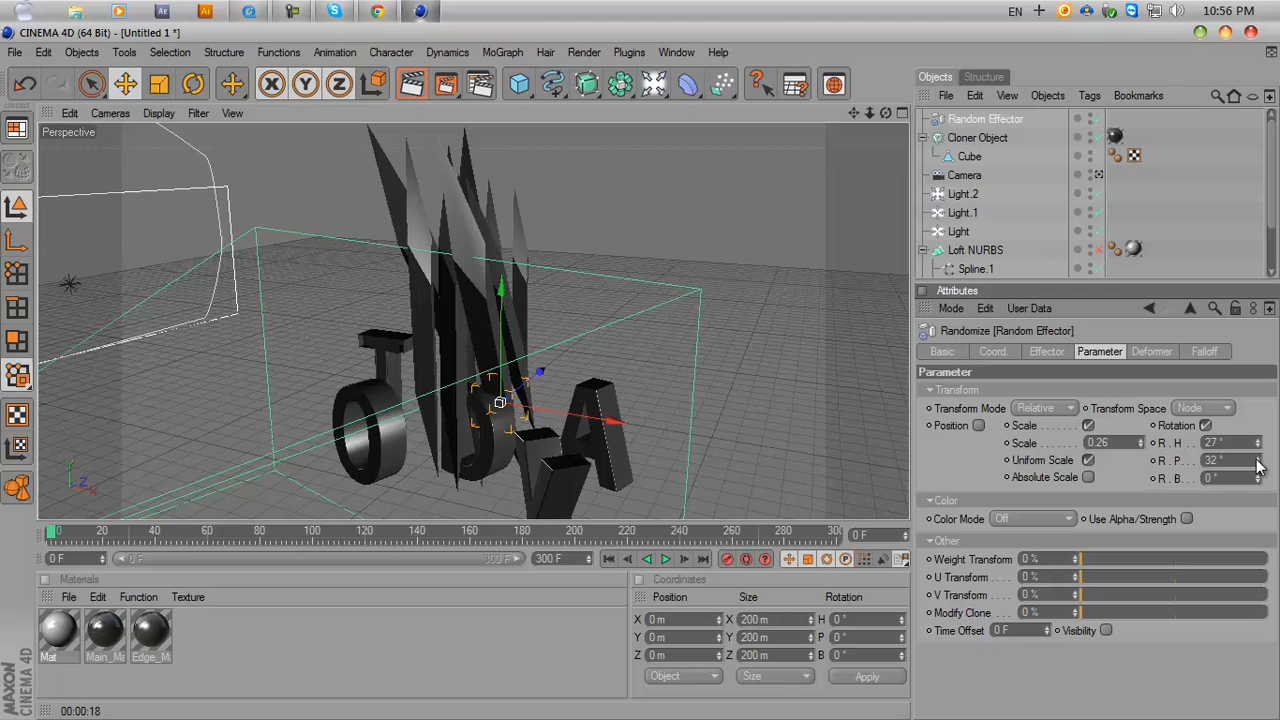 Ae Ai S EN 10:56 PM
CINEMA 4D (64 Bit) - [Untitled 1 *]
File Edit Objects Tools Selection Structure Functions Animation Character Dynamics MoGraph Hair Render Plugins Window Help
X Y Z
Objects Structure
Edit Cameras Display Filter View
File Edit View Objects Tags Bookmarks
Perspective
Random Effector
Cloner Object
Cube
Camera
Light.2
Light.1
Light
Loft NURBS
Spline.1
Attributes
Mode Edit User Data
Randomize [Random Effector]
Basic Coord. Effector Parameter Deformer Falloff
Parameter
Transform
Transform Mode Relative Transform Space Node
Position Scale Rotation
Scale 0.26 R . H 27 °
Uniform Scale R . P 32 °
Absolute Scale R . B 0 °
Color
Color Mode Off Use Alpha/Strength
Other
Weight Transform 0 %
U Transform 0 %
V Transform 0 %
Modify Clone 0 %
Time Offset 0 F Visibility
Y Z X
0 20 40 60 80 100 120 140 160 180 200 220 240 260 280 300 0 F
0 F 0 F 300 F 300 F
Materials
File Edit Function Texture
Mat Main_Ma Edge_M
Coordinates
Position Size Rotation
X 0 m X 200 m H 0 °
Y 0 m Y 200 m P 0 °
Z 0 m Z 200 m B 0 °
Object Size Apply
MAXON
CINEMA 4D
00:00:18